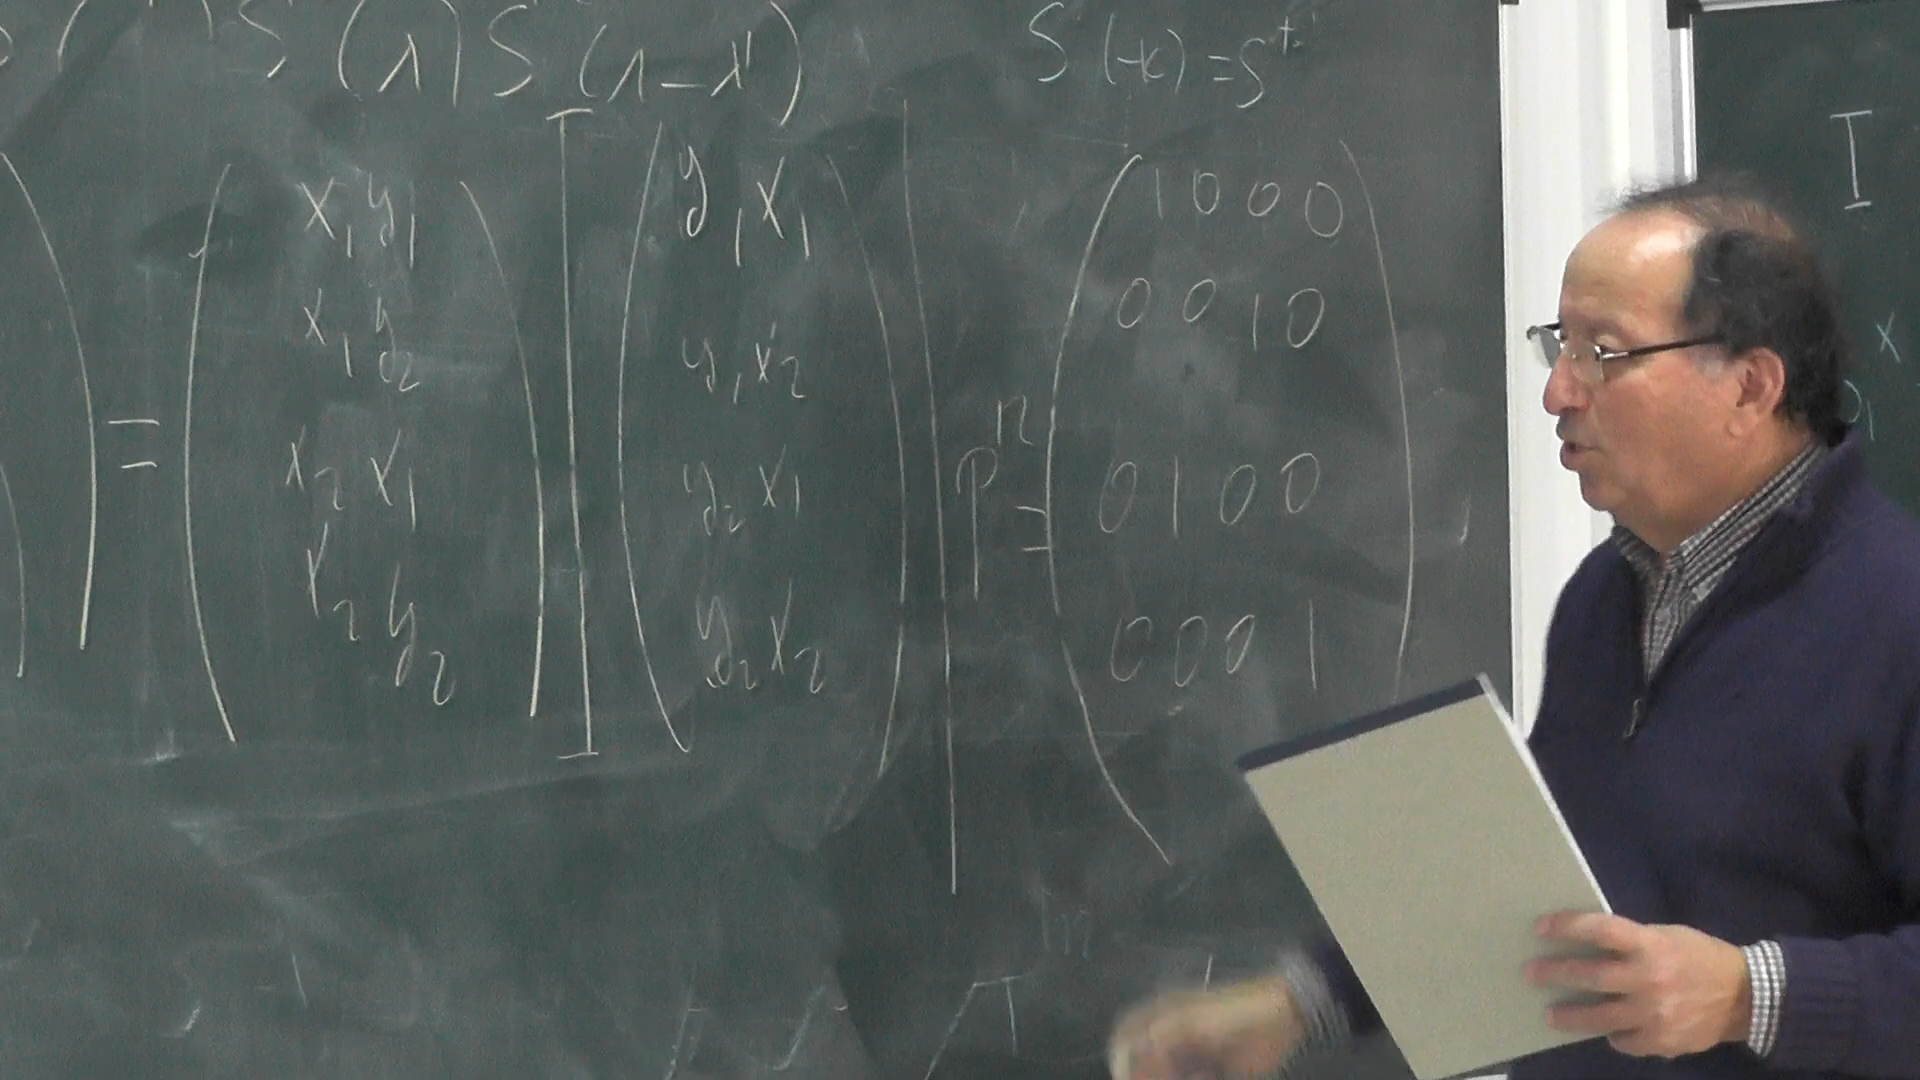 S (λ) S (λ-λ')
S (-k) = S^t
= ( x₁y₁ ) ( y₁x₁ )
x₁y₂ y₁x₂
x₂x₁ y₂x₁
x₂y₂ y₂x₂
P¹² = ( 1 0 0 0 )
0 0 1 0
0 1 0 0
0 0 0 1
I
x